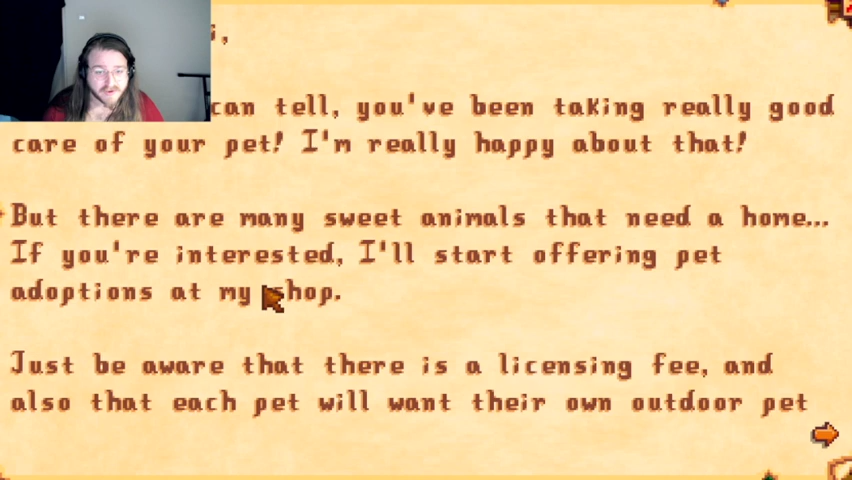 can tell, you've been taking really good
care of your pet! I'm really happy about that!
But there are many sweet animals that need a home...
If you're interested, I'll start offering pet
adoptions at my shop.
Just be aware that there is a licensing fee, and
also that each pet will want their own outdoor pet